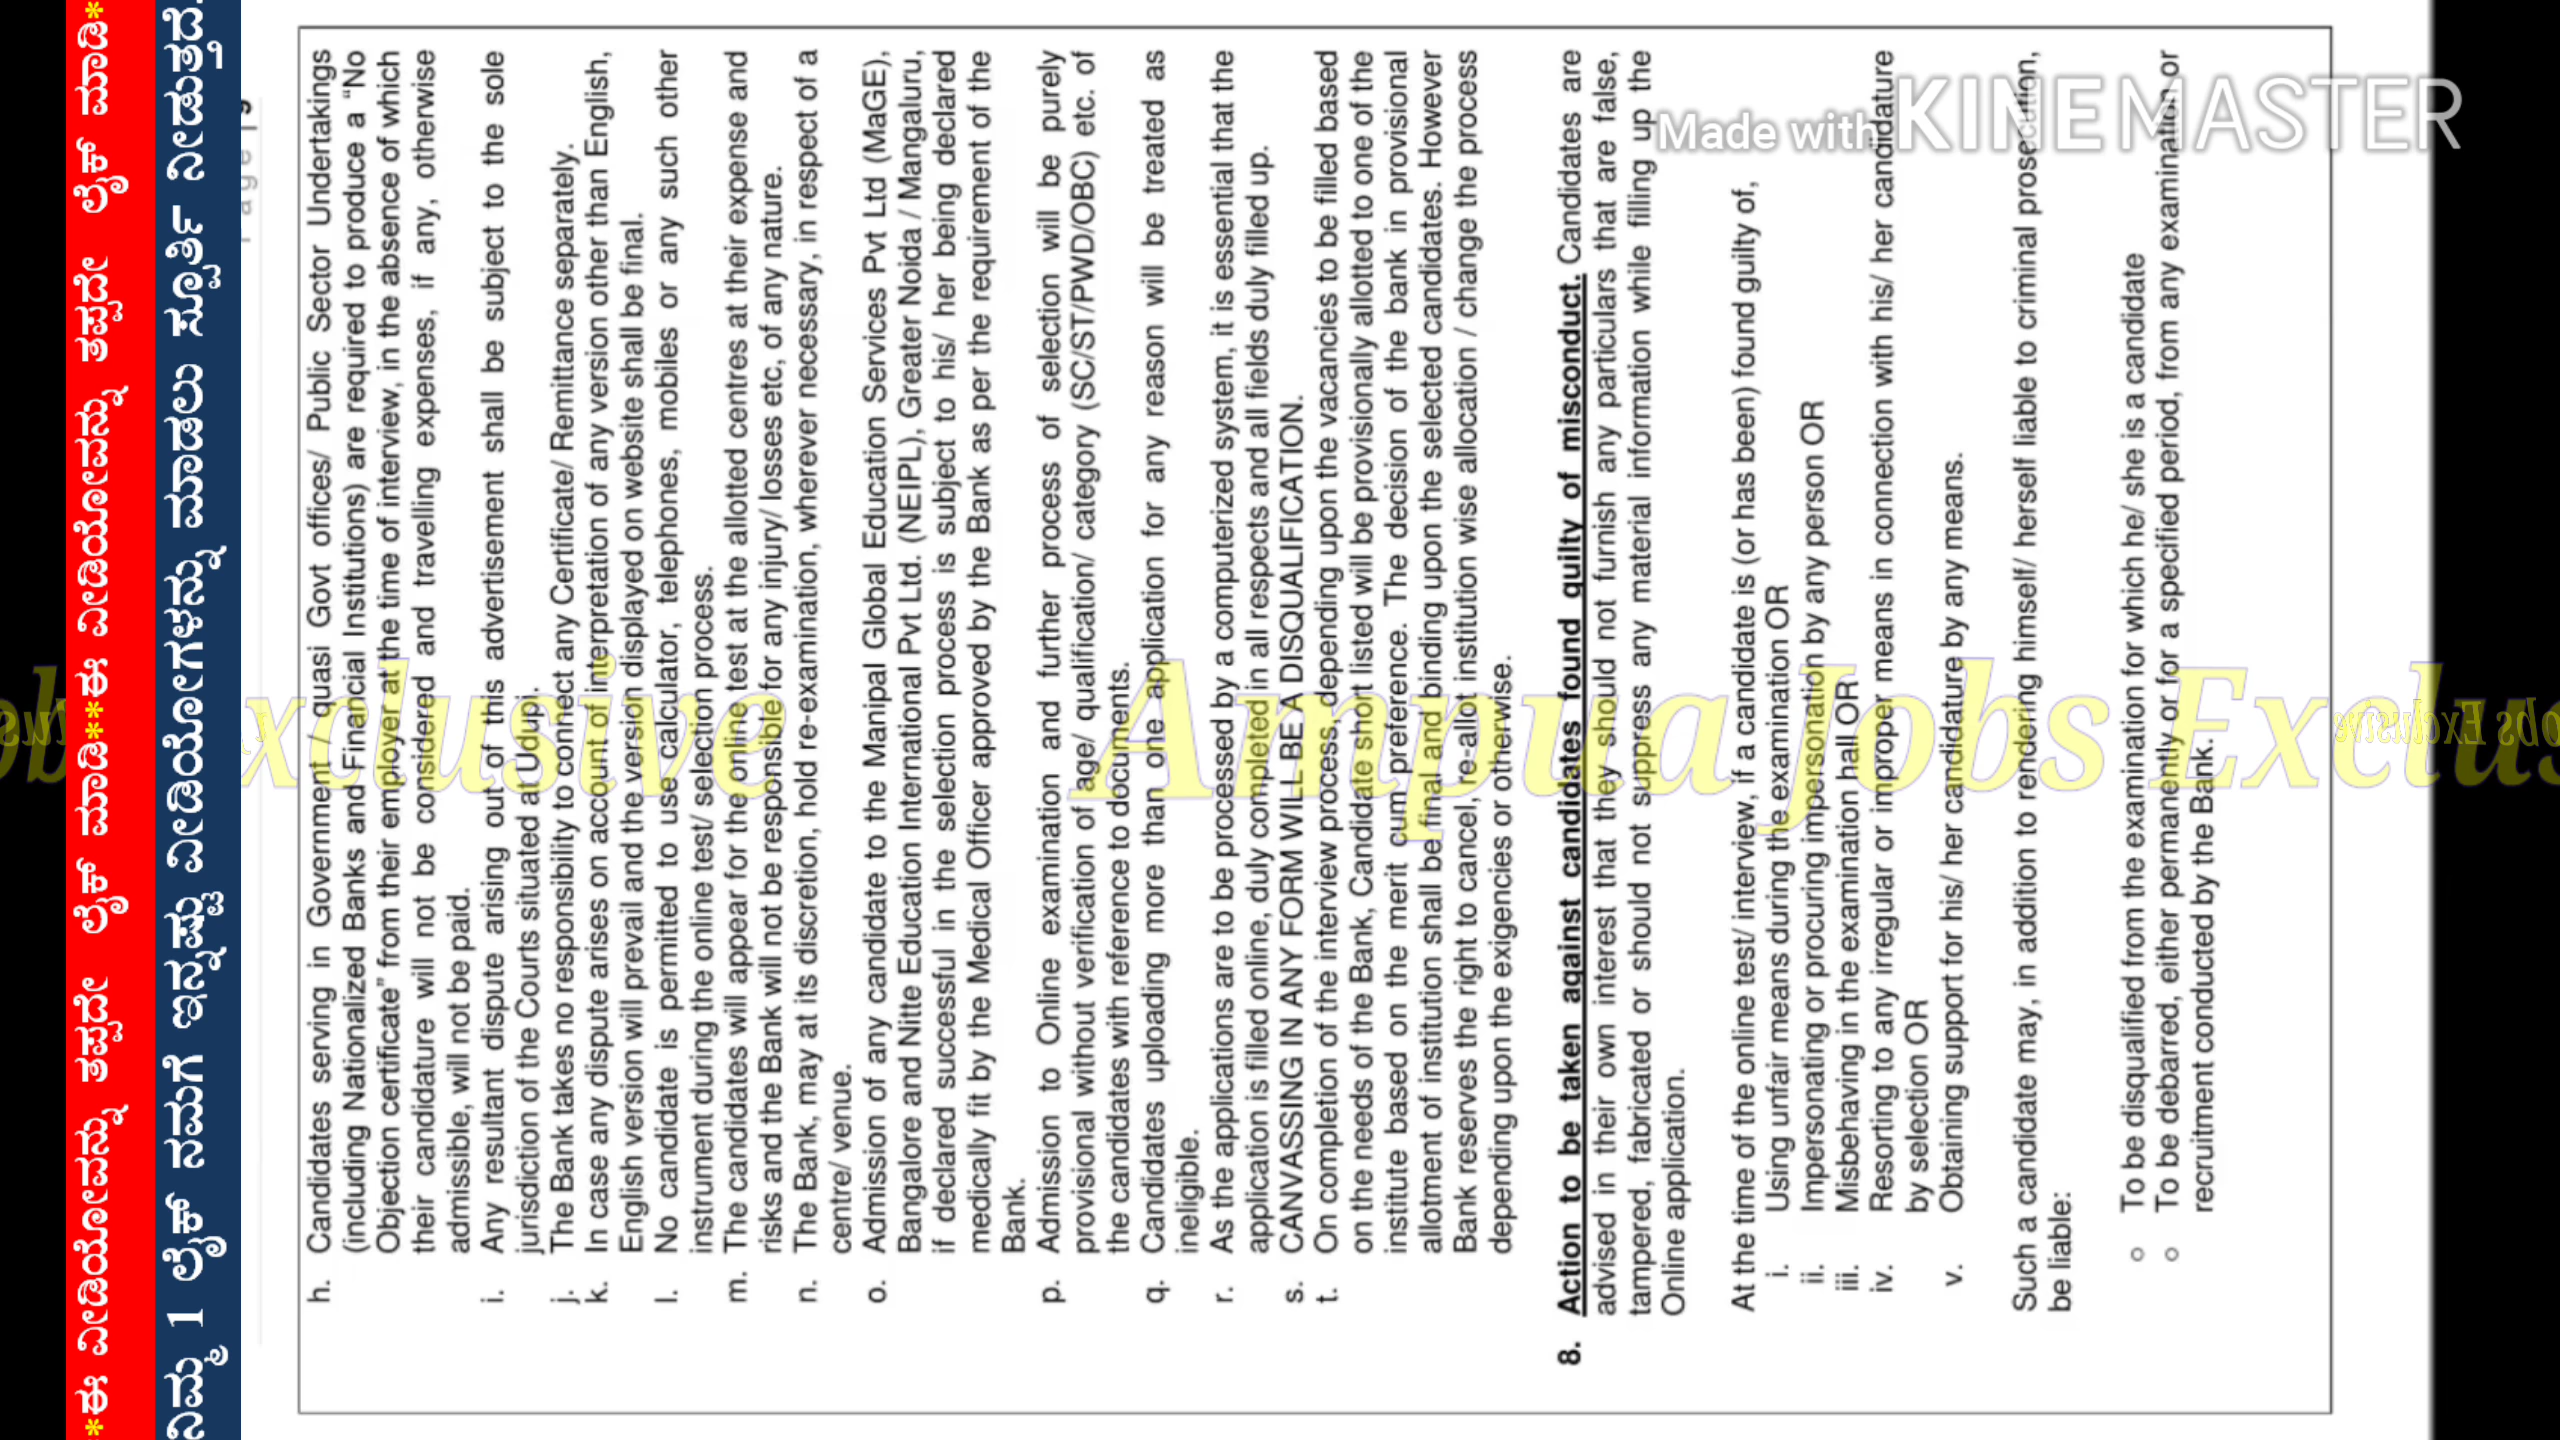 *ಈ ವೀಡಿಯೋವನ್ನು ತಪ್ಪದೇ ಲೈಕ್ ಮಾಡಿ**ಈ ವೀಡಿಯೋವನ್ನು ತಪ್ಪದೇ ಲೈಕ್ ಮಾಡಿ*
ನಿಮ್ಮ 1 ಲೈಕ್ ನಮಗೆ ಇನ್ನಷ್ಟು ವೀಡಿಯೋಗಳನ್ನು ಮಾಡಲು ಸ್ಪೂರ್ತಿ ನೀಡುತ್ತದೆ.
h. Candidates serving in Government / quasi Govt offices/ Public Sector Undertakings
(including Nationalized Banks and Financial Institutions) are required to produce a "No
Objection certificate" from their employer at the time of interview, in the absence of which
their candidature will not be considered and travelling expenses, if any, otherwise
admissible, will not be paid.
i. Any resultant dispute arising out of this advertisement shall be subject to the sole
jurisdiction of the Courts situated at Udupi.
j. The Bank takes no responsibility to connect any Certificate/ Remittance separately.
k. In case any dispute arises on account of interpretation of any version other than English,
English version will prevail and the version displayed on website shall be final.
l. No candidate is permitted to use calculator, telephones, mobiles or any such other
instrument during the online test/ selection process.
m. The candidates will appear for the online test at the allotted centres at their expense and
risks and the Bank will not be responsible for any injury/ losses etc, of any nature.
n. The Bank, may at its discretion, hold re-examination, wherever necessary, in respect of a
centre/ venue.
o. Admission of any candidate to the Manipal Global Education Services Pvt Ltd (MaGE),
Bangalore and Nitte Education International Pvt Ltd. (NEIPL), Greater Noida / Mangaluru,
if declared successful in the selection process is subject to his/ her being declared
medically fit by the Medical Officer approved by the Bank as per the requirement of the
Bank.
p. Admission to Online examination and further process of selection will be purely
provisional without verification of age/ qualification/ category (SC/ST/PWD/OBC) etc. of
the candidates with reference to documents.
q. Candidates uploading more than one application for any reason will be treated as
ineligible.
r. As the applications are to be processed by a computerized system, it is essential that the
application is filled online, duly completed in all respects and all fields duly filled up.
s. CANVASSING IN ANY FORM WILL BE A DISQUALIFICATION.
t. On completion of the interview process, depending upon the vacancies to be filled based
on the needs of the Bank, Candidate short listed will be provisionally allotted to one of the
institute based on the merit cum preference. The decision of the bank in provisional
allotment of institution shall be final and binding upon the selected candidates. However
Bank reserves the right to cancel, re-allot institution wise allocation / change the process
depending upon the exigencies or otherwise.
8. Action to be taken against candidates found guilty of misconduct. Candidates are
advised in their own interest that they should not furnish any particulars that are false,
tampered, fabricated or should not suppress any material information while filling up the
Online application.
At the time of the online test/ interview, if a candidate is (or has been) found guilty of,
i. Using unfair means during the examination OR
ii. Impersonating or procuring impersonation by any person OR
iii. Misbehaving in the examination hall OR
iv. Resorting to any irregular or improper means in connection with his/ her candidature
by selection OR
v. Obtaining support for his/ her candidature by any means.
Such a candidate may, in addition to rendering himself/ herself liable to criminal prosecution,
be liable:
○ To be disqualified from the examination for which he/ she is a candidate
○ To be debarred, either permanently or for a specified period, from any examination or
recruitment conducted by the Bank.
Made with KINEMASTER
xclusive Ampua Jobs Exclus